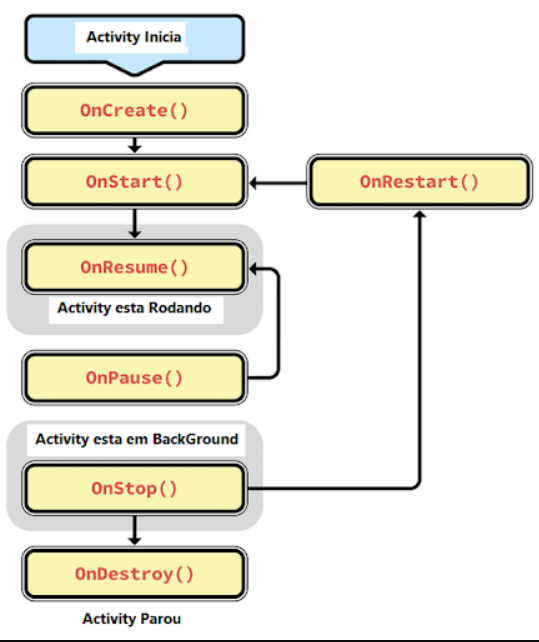 Activity Inicia
OnCreate()
OnStart()
OnRestart()
OnResume()
Activity esta Rodando
OnPause()
Activity esta em BackGround
OnStop()
OnDestroy()
Activity Parou